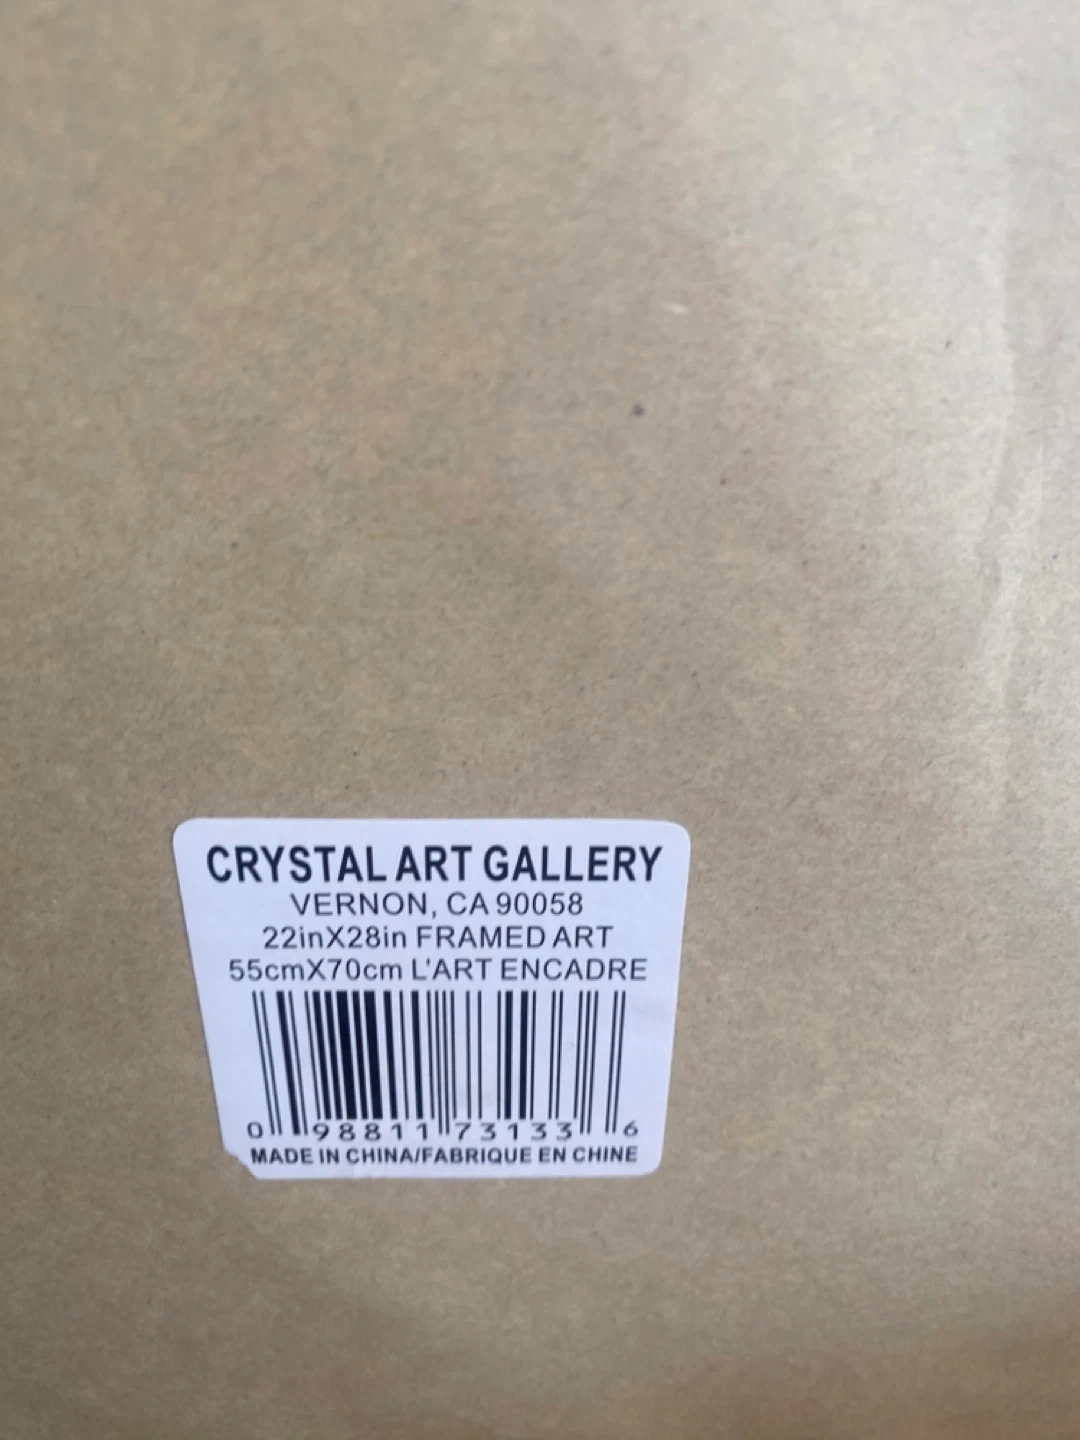 CRYSTAL ART GALLERY
VERNON, CA 90058
22inX28in FRAMED ART
55cmX70cm L'ART ENCADRE
0 98811 73133 6
MADE IN CHINA/FABRIQUE EN CHINE